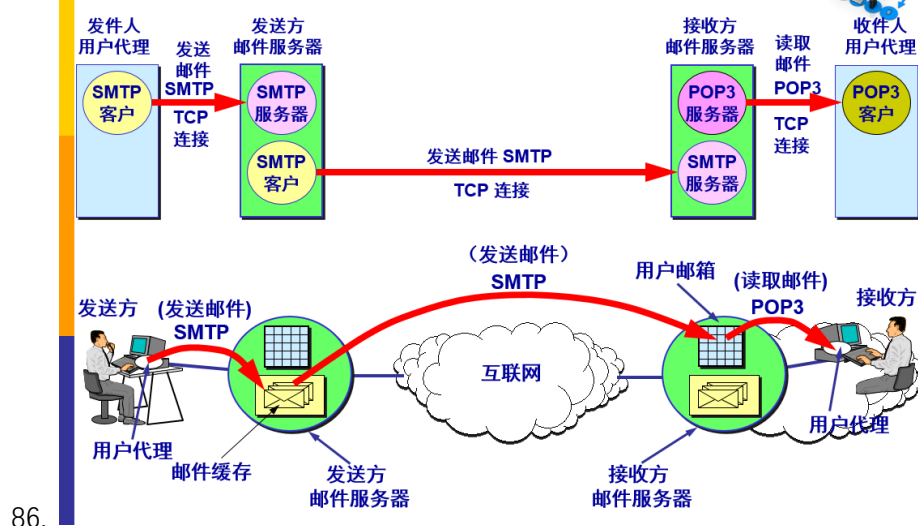 发件人
用户代理
发送
邮件
SMTP
TCP
连接
发送方
邮件服务器
接收方
邮件服务器
读取
邮件
POP3
TCP
连接
收件人
用户代理
SMTP
客户
SMTP
服务器
SMTP
客户
发送邮件 SMTP
TCP 连接
POP3
服务器
SMTP
服务器
POP3
客户
(发送邮件)
SMTP
用户邮箱
(读取邮件)
POP3
接收方
发送方
(发送邮件)
SMTP
互联网
用户代理
邮件缓存
发送方
邮件服务器
接收方
邮件服务器
用户代理
86.